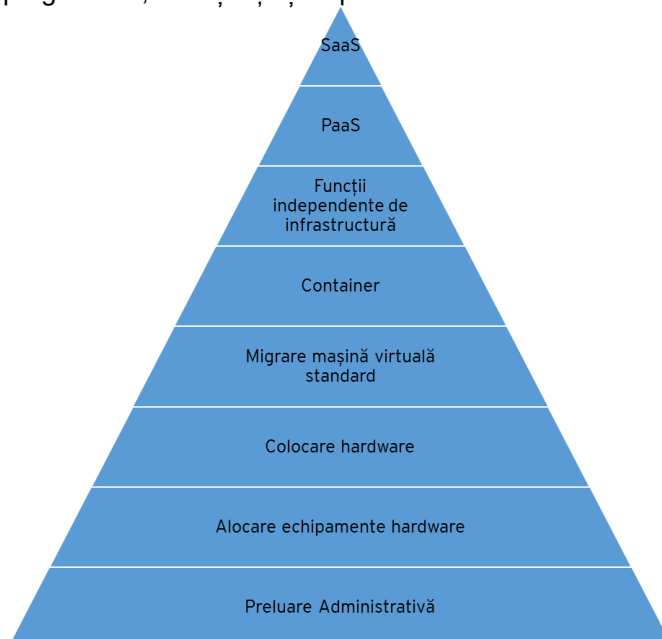 SaaS
PaaS
Funcții
independente de
infrastructură
Container
Migrare mașină virtuală
standard
Colocare hardware
Alocare echipamente hardware
Preluare Administrativă